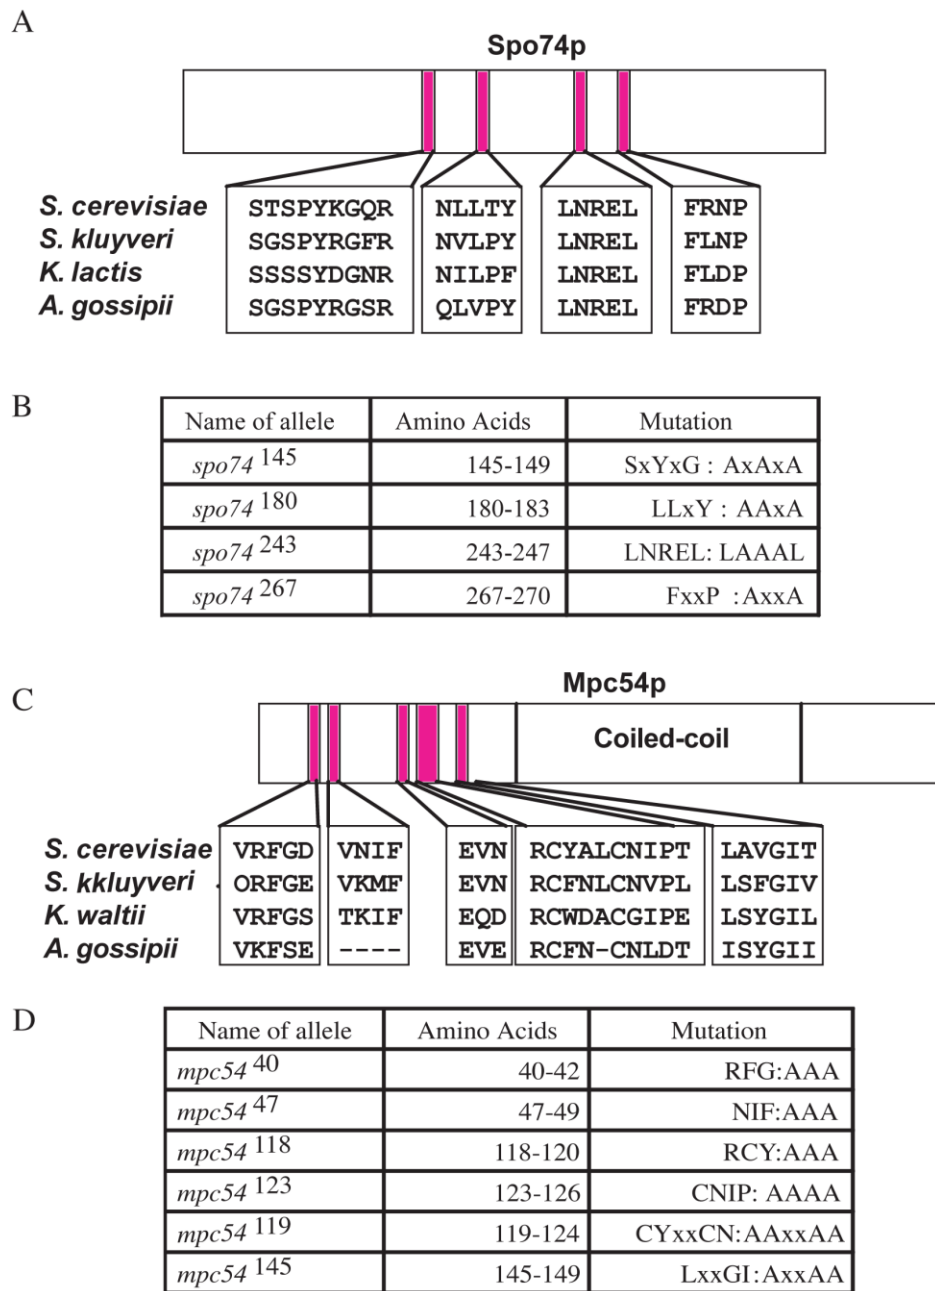 A
Spo74p
S. cerevisiae STSPYKGQR NLLTY LNREL FRNP
S. kluyveri SGSPYRGFR NVLPY LNREL FLNP
K. lactis SSSSYDGNR NILPF LNREL FLDP
A. gossipii SGSPYRGSR QLVPY LNREL FRDP
B
Name of allele Amino Acids Mutation
spo74 145 145-149 SxYxG : AxAxA
spo74 180 180-183 LLxY : AAxA
spo74 243 243-247 LNREL: LAAAL
spo74 267 267-270 FxxP :AxxA
C
Mpc54p
Coiled-coil
S. cerevisiae VRFGD VNIF EVN RCYALCNIPT LAVGIT
S. kkluyveri ORFGE VKMF EVN RCFNLCNVPL LSFGIV
K. waltii VRFGS TKIF EQD RCWDACGIPE LSYGIL
A. gossipii VKFSE ---- EVE RCFN-CNLDT ISYGII
D
Name of allele Amino Acids Mutation
mpc54 40 40-42 RFG:AAA
mpc54 47 47-49 NIF:AAA
mpc54 118 118-120 RCY:AAA
mpc54 123 123-126 CNIP: AAAA
mpc54 119 119-124 CYxxCN:AAxxAA
mpc54 145 145-149 LxxGI:AxxAA